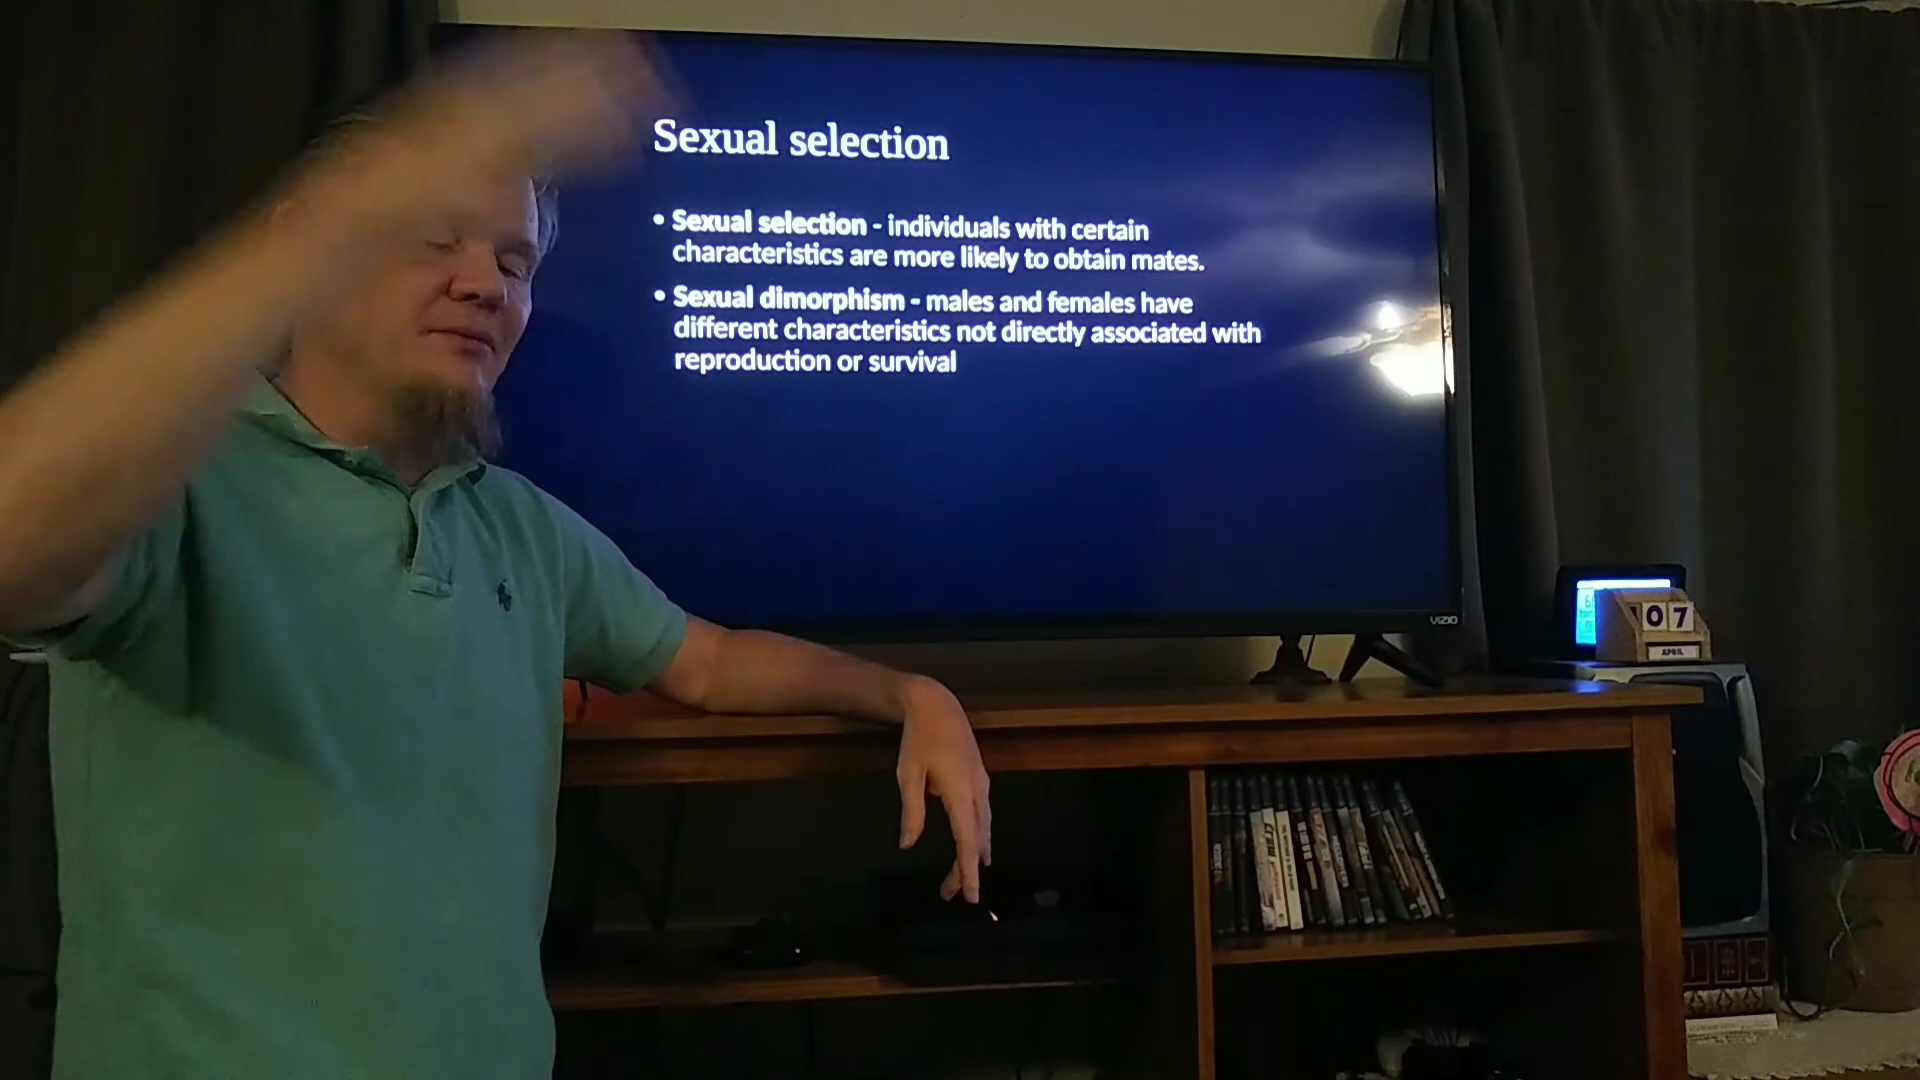 Sexual selection
• Sexual selection - individuals with certain
characteristics are more likely to obtain mates.
• Sexual dimorphism - males and females have
different characteristics not directly associated with
reproduction or survival
VIZIO
07
APRIL